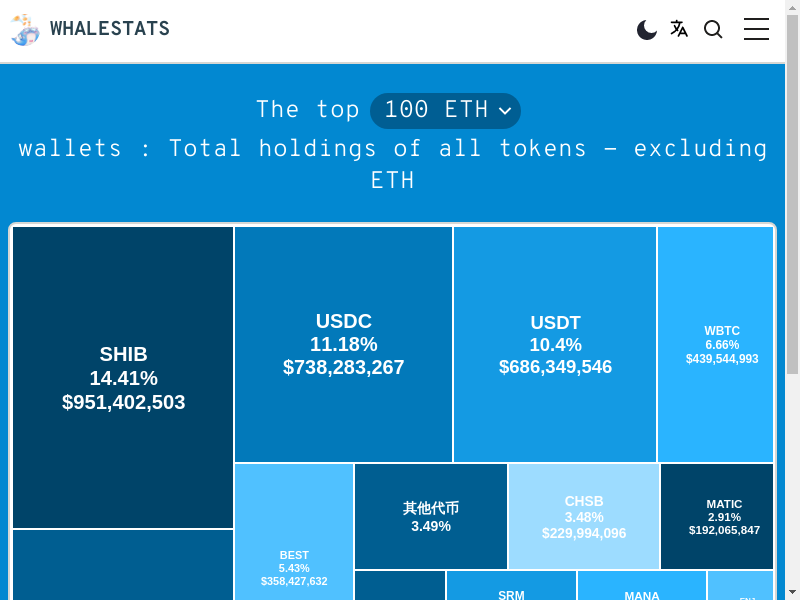 WHALESTATS
The top 100 ETH
wallets : Total holdings of all tokens – excluding
ETH
SHIB
14.41%
$951,402,503
USDC
11.18%
$738,283,267
USDT
10.4%
$686,349,546
WBTC
6.66%
$439,544,993
BEST
5.43%
$358,427,632
其他代币
3.49%
CHSB
3.48%
$229,994,096
MATIC
2.91%
$192,065,847
SRM
MANA